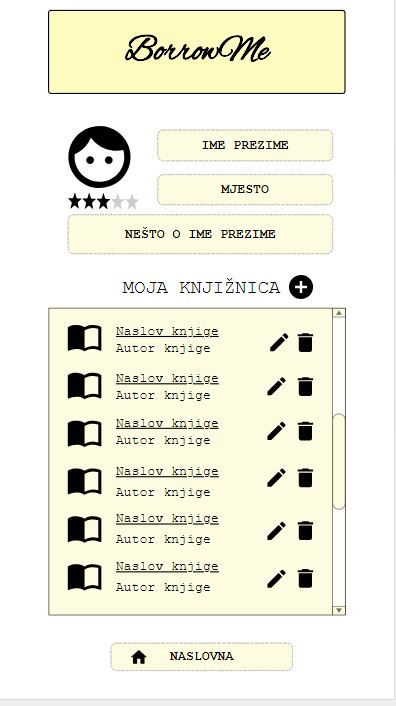 BorrowMe
IME PREZIME
MJESTO
NEŠTO O IME PREZIME
MOJA KNJIŽNICA
Naslov knjige
Autor knjige
Naslov knjige
Autor knjige
Naslov knjige
Autor knjige
Naslov knjige
Autor knjige
Naslov knjige
Autor knjige
Naslov knjige
Autor knjige
NASLOVNA